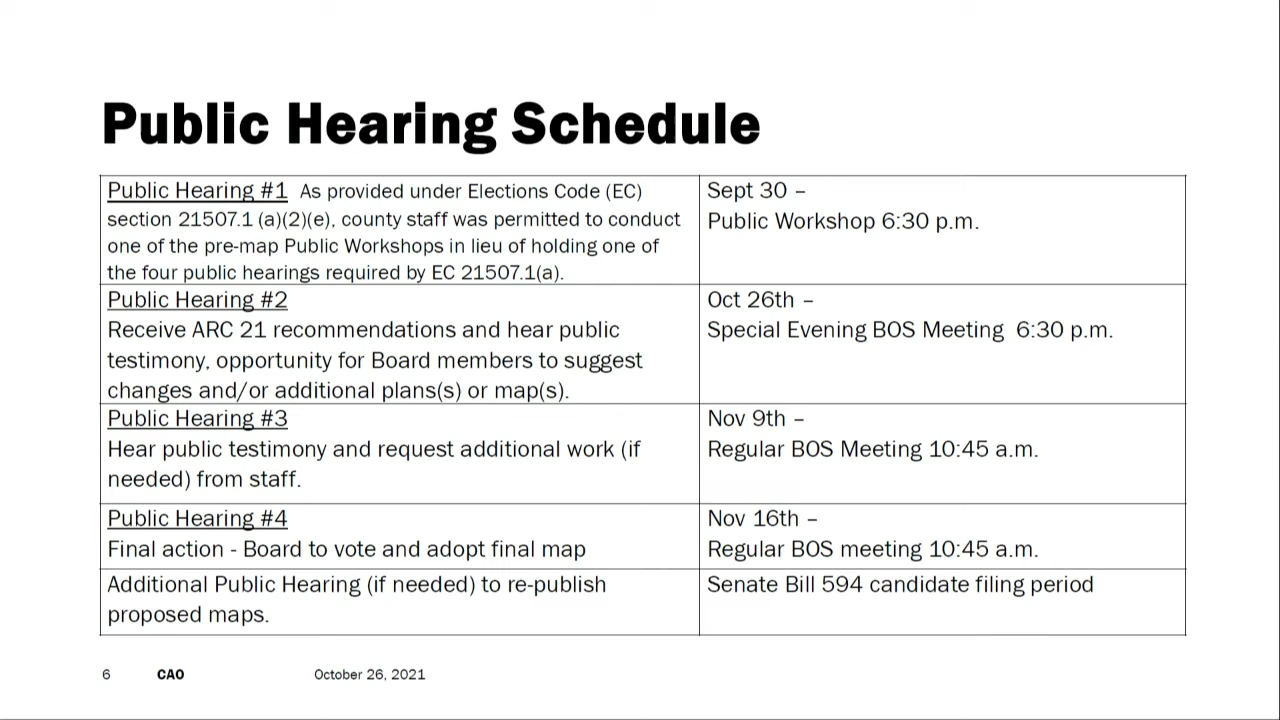 Public Hearing Schedule
Public Hearing #1 As provided under Elections Code (EC)
section 21507.1 (a)(2)(e), county staff was permitted to conduct
one of the pre-map Public Workshops in lieu of holding one of
the four public hearings required by EC 21507.1(a).
Sept 30 –
Public Workshop 6:30 p.m.
Public Hearing #2
Receive ARC 21 recommendations and hear public
testimony, opportunity for Board members to suggest
changes and/or additional plans(s) or map(s).
Oct 26th –
Special Evening BOS Meeting 6:30 p.m.
Public Hearing #3
Hear public testimony and request additional work (if
needed) from staff.
Nov 9th –
Regular BOS Meeting 10:45 a.m.
Public Hearing #4
Final action - Board to vote and adopt final map
Nov 16th –
Regular BOS meeting 10:45 a.m.
Additional Public Hearing (if needed) to re-publish
proposed maps.
Senate Bill 594 candidate filing period
6 CAO October 26, 2021